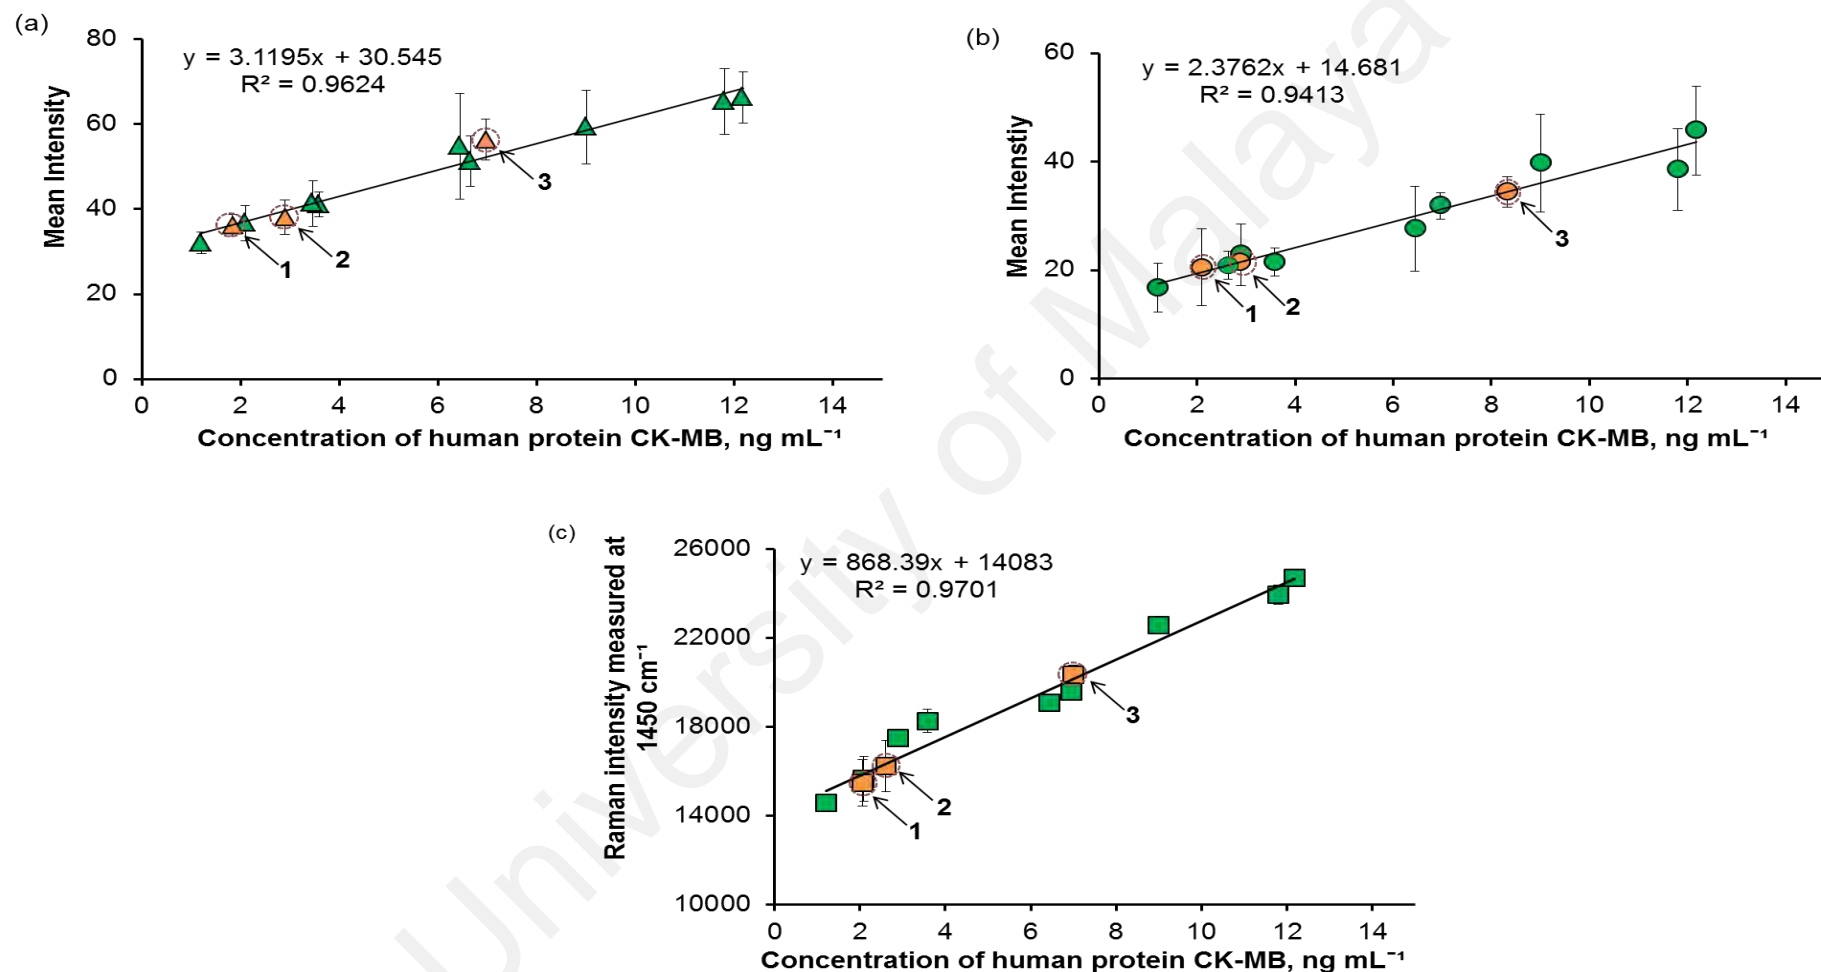 (a)
y = 3.1195x + 30.545
R² = 0.9624
Mean Intensity
80
60
40
20
0
1
2
3
0 2 4 6 8 10 12 14
Concentration of human protein CK-MB, ng mL⁻¹
(b)
y = 2.3762x + 14.681
R² = 0.9413
Mean Intenstiy
60
40
20
0
1
2
3
0 2 4 6 8 10 12 14
Concentration of human protein CK-MB, ng mL⁻¹
(c)
y = 868.39x + 14083
R² = 0.9701
Raman intensity measured at
1450 cm⁻¹
26000
22000
18000
14000
10000
1
2
3
0 2 4 6 8 10 12 14
Concentration of human protein CK-MB, ng mL⁻¹
University of Malaya